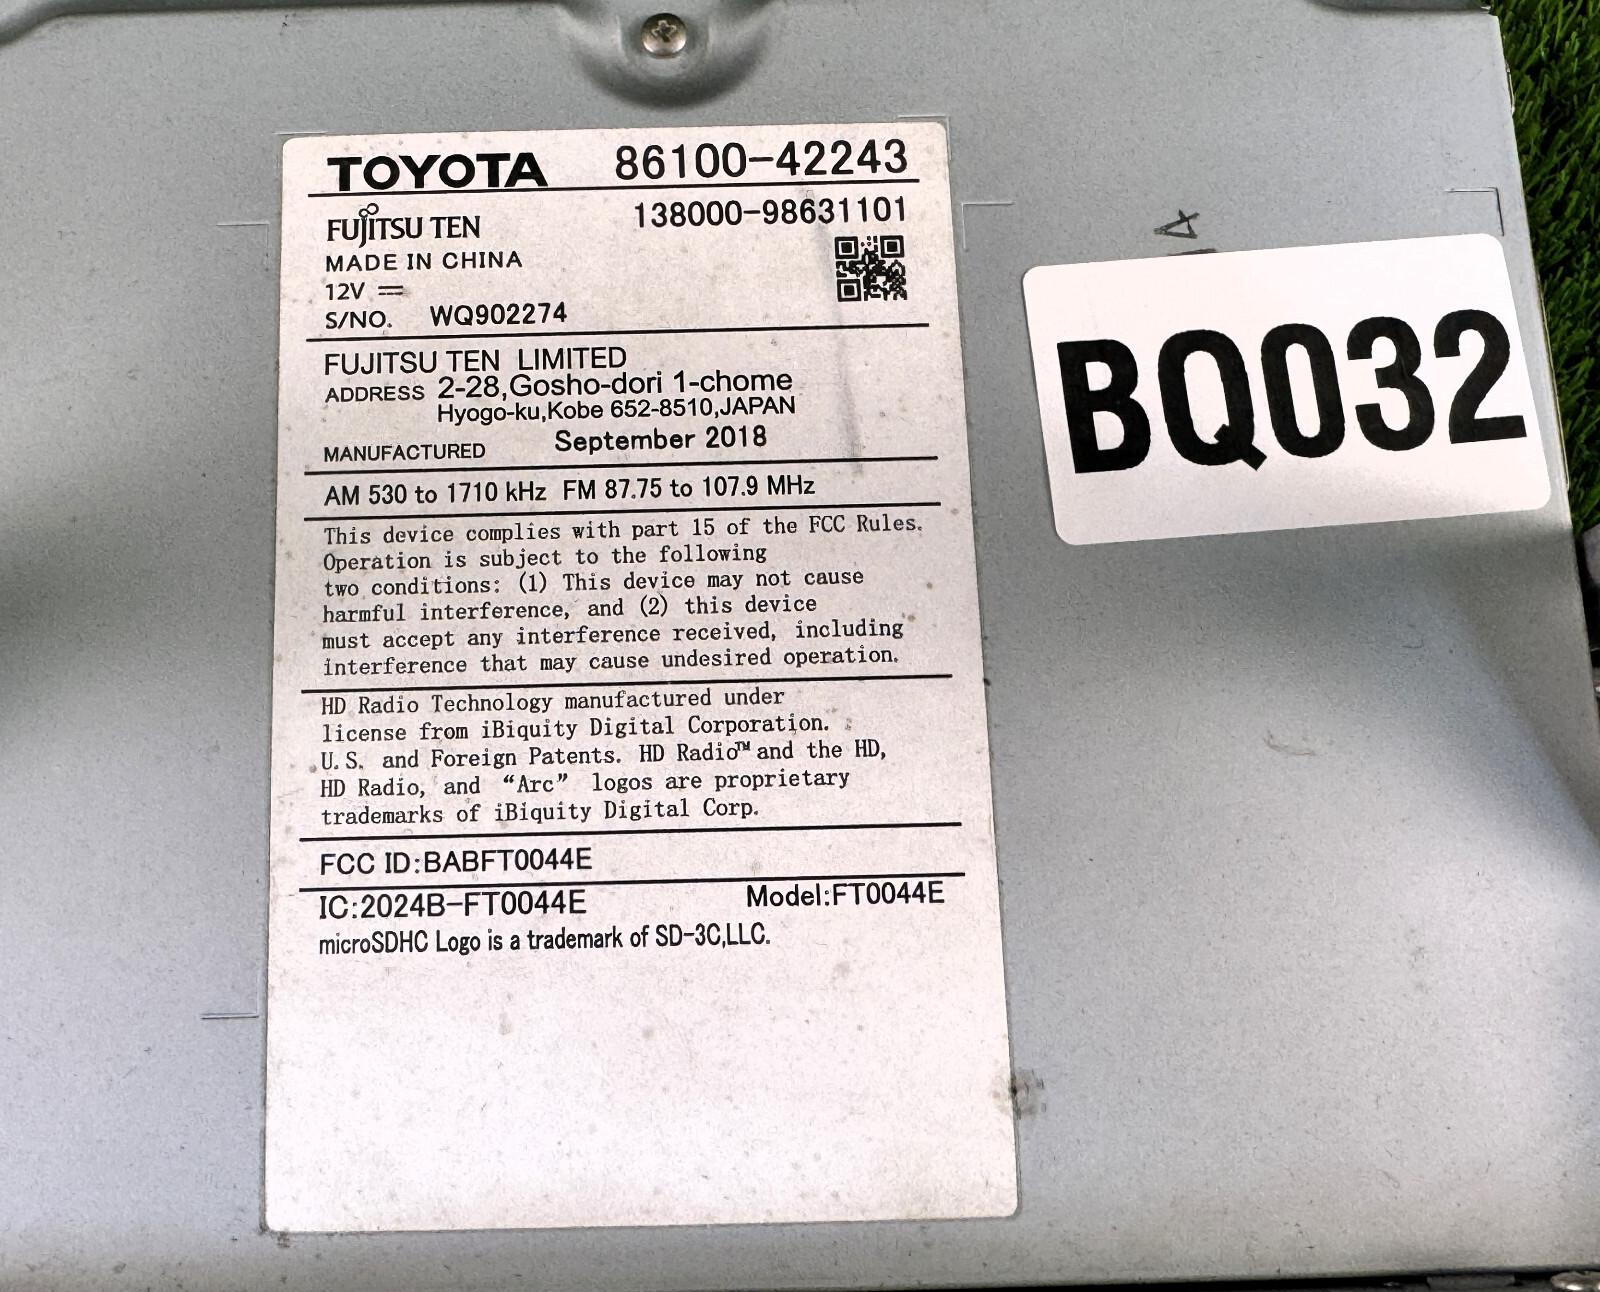 TOYOTA 86100-42243
FUJITSU TEN 138000-98631101
MADE IN CHINA
12V
S/NO. WQ902274
FUJITSU TEN LIMITED
ADDRESS 2-28,Gosho-dori 1-chome
Hyogo-ku,Kobe 652-8510,JAPAN
MANUFACTURED September 2018
AM 530 to 1710 kHz FM 87.75 to 107.9 MHz
This device complies with part 15 of the FCC Rules.
Operation is subject to the following
two conditions: (1) This device may not cause
harmful interference, and (2) this device
must accept any interference received, including
interference that may cause undesired operation.
HD Radio Technology manufactured under
license from iBiquity Digital Corporation.
U.S. and Foreign Patents. HD Radio™ and the HD,
HD Radio, and “Arc” logos are proprietary
trademarks of iBiquity Digital Corp.
FCC ID:BABFT0044E
IC:2024B-FT0044E Model:FT0044E
microSDHC Logo is a trademark of SD-3C,LLC.
A
BQ032